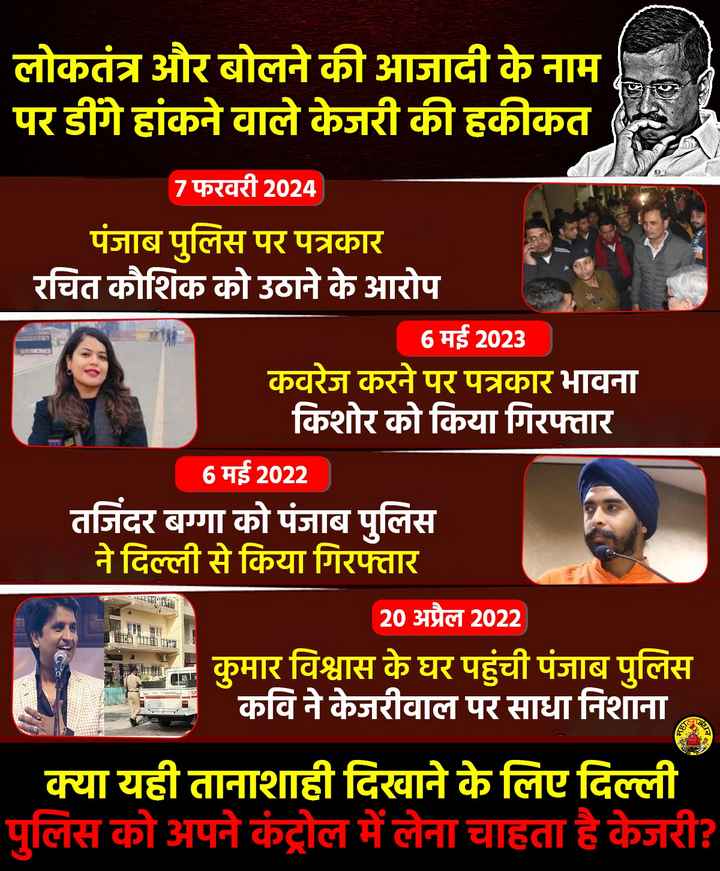 लोकतंत्र और बोलने की आजादी के नाम
पर डींगे हांकने वाले केजरी की हकीकत
7 फरवरी 2024
पंजाब पुलिस पर पत्रकार
रचित कौशिक को उठाने के आरोप
6 मई 2023
कवरेज करने पर पत्रकार भावना
किशोर को किया गिरफ्तार
6 मई 2022
तजिंदर बग्गा को पंजाब पुलिस
ने दिल्ली से किया गिरफ्तार
20 अप्रैल 2022
कुमार विश्वास के घर पहुंची पंजाब पुलिस
कवि ने केजरीवाल पर साधा निशाना
क्या यही तानाशाही दिखाने के लिए दिल्ली
पुलिस को अपने कंट्रोल में लेना चाहता है केजरी?